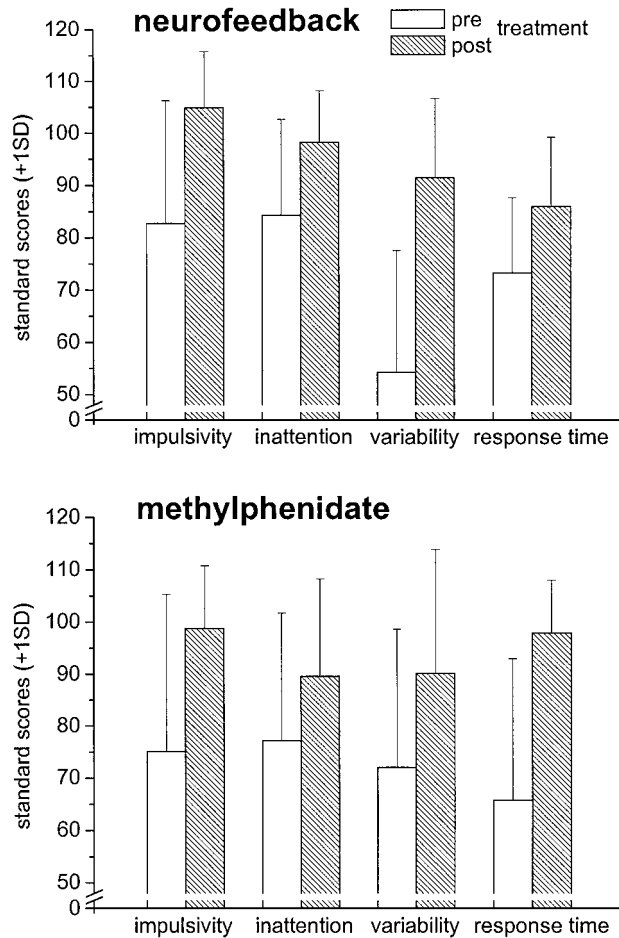 neurofeedback
pre
post
treatment
120
110
100
90
80
70
60
50
0
standard scores (+1SD)
impulsivity inattention variability response time
methylphenidate
120
110
100
90
80
70
60
50
0
standard scores (+1SD)
impulsivity inattention variability response time